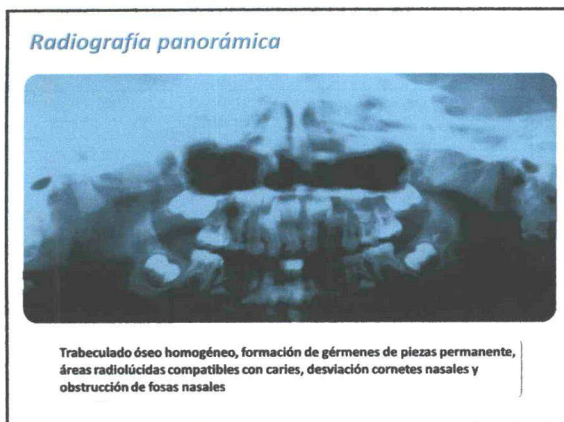 Radiografía panorámica
Trabeculado óseo homogéneo, formación de gérmenes de piezas permanente,
áreas radiolúcidas compatibles con caries, desviación cornetes nasales y
obstrucción de fosas nasales